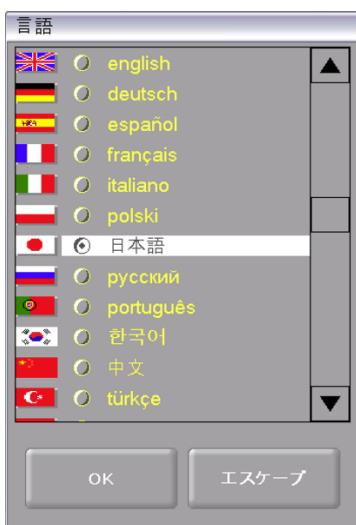 言語
english
deutsch
español
français
italiano
polski
日本語
русский
português
한국어
中文
türkçe
OK
エスケープ